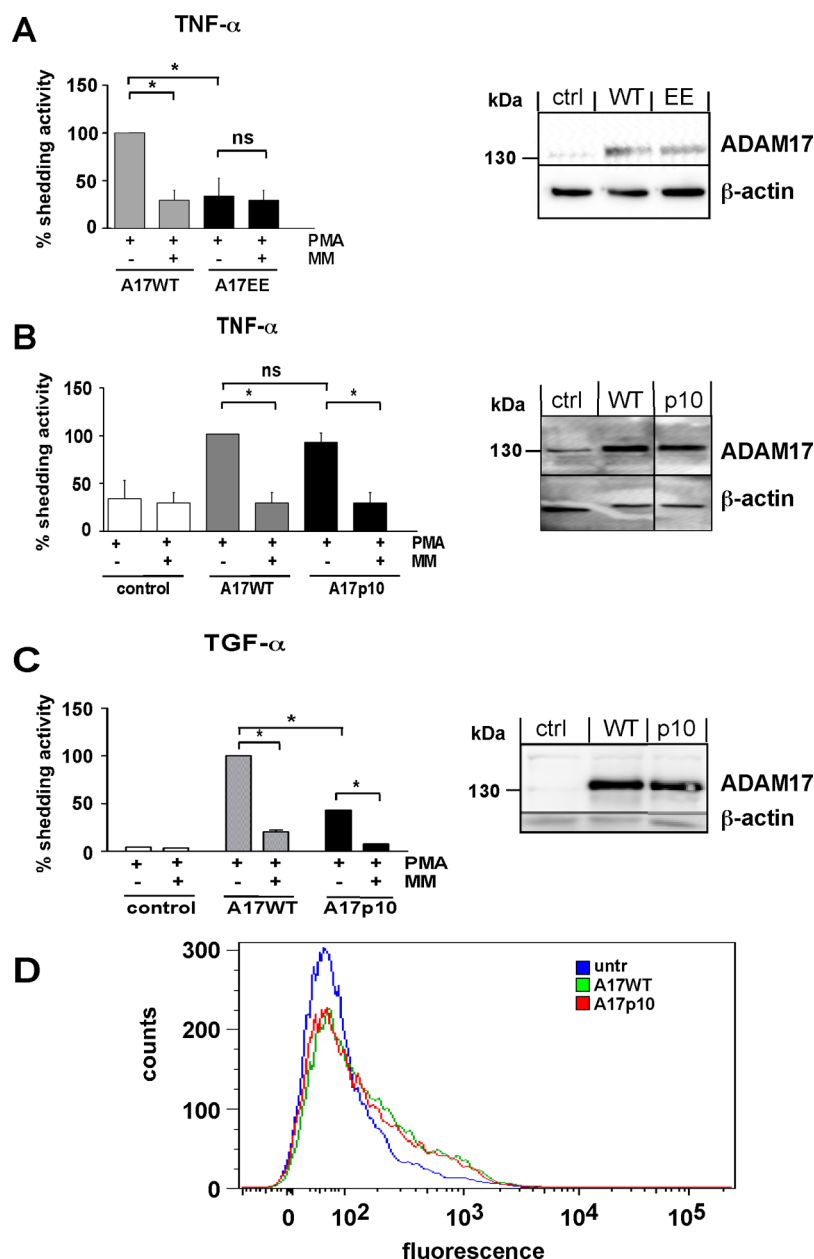 A
TNF-α
% shedding activity
150
100
50
0
*
*
ns
+ + + + PMA
- + - + MM
A17WT A17EE
kDa ctrl WT EE
130
ADAM17
β-actin
B
TNF-α
% shedding activity
150
100
50
0
ns
* *
+ + + + + + PMA
- + - + - + MM
control A17WT A17p10
kDa ctrl WT p10
130
ADAM17
β-actin
C
TGF-α
% shedding activity
150
100
50
0
*
*
*
+ + + + + + PMA
- + - + - + MM
control A17WT A17p10
kDa ctrl WT p10
130
ADAM17
β-actin
D
counts
300
200
100
0
untr
A17WT
A17p10
0 10² 10³ 10⁴ 10⁵
fluorescence